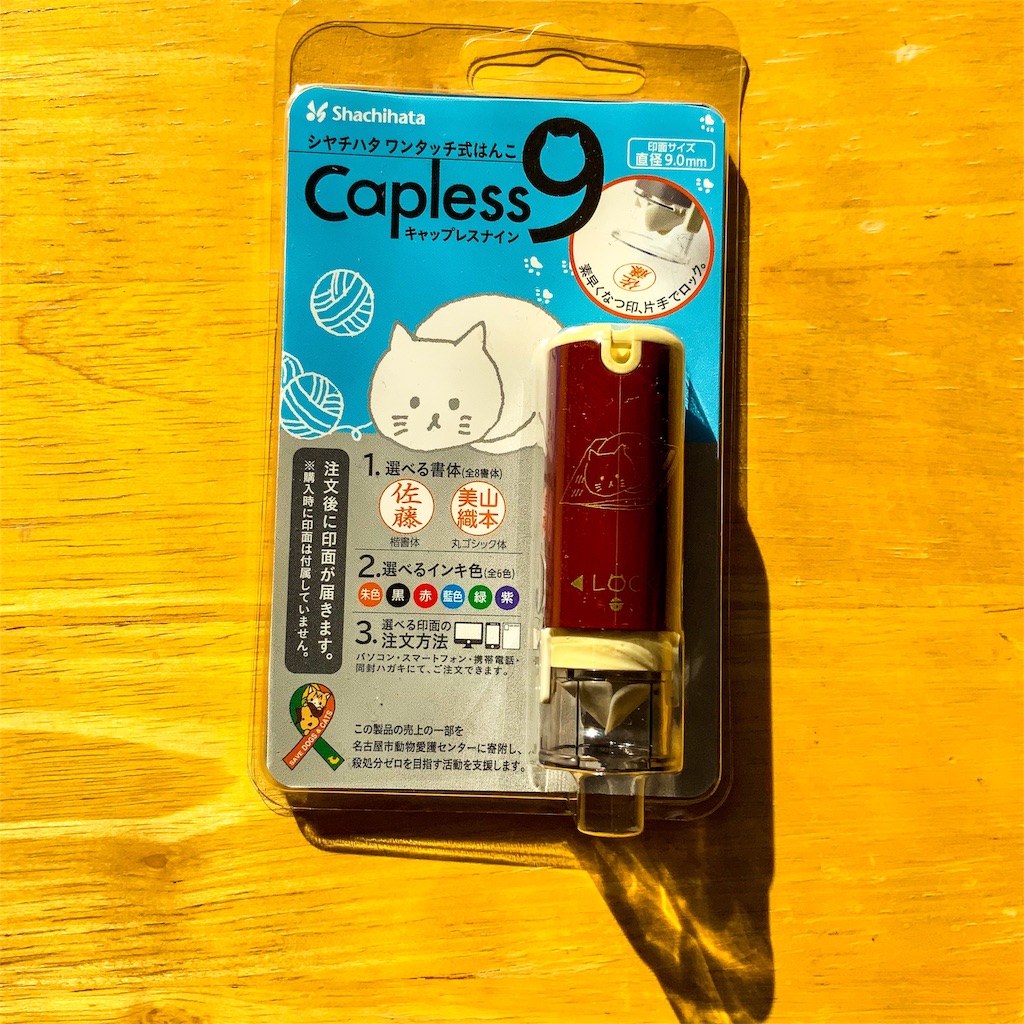 Shachihata
シヤチハタ ワンタッチ式はんこ
Capless9
キャップレスナイン
印面サイズ
直径9.0mm
佐藤
素早くなつ印、片手でロック。
注文後に印面が届きます。
※購入時に印面は付属していません。
1. 選べる書体(全8書体)
佐藤
楷書体
美山織本
丸ゴシック体
2. 選べるインキ色(全6色)
朱色 黒 赤 藍色 緑 紫
3. 選べる印面の
注文方法
パソコン・スマートフォン・携帯電話・
同封ハガキにて、ご注文できます。
SAVE DOGS & CATS
この製品の売上の一部を
名古屋市動物愛護センターに寄附し、
殺処分ゼロを目指す活動を支援します。
◀LOC